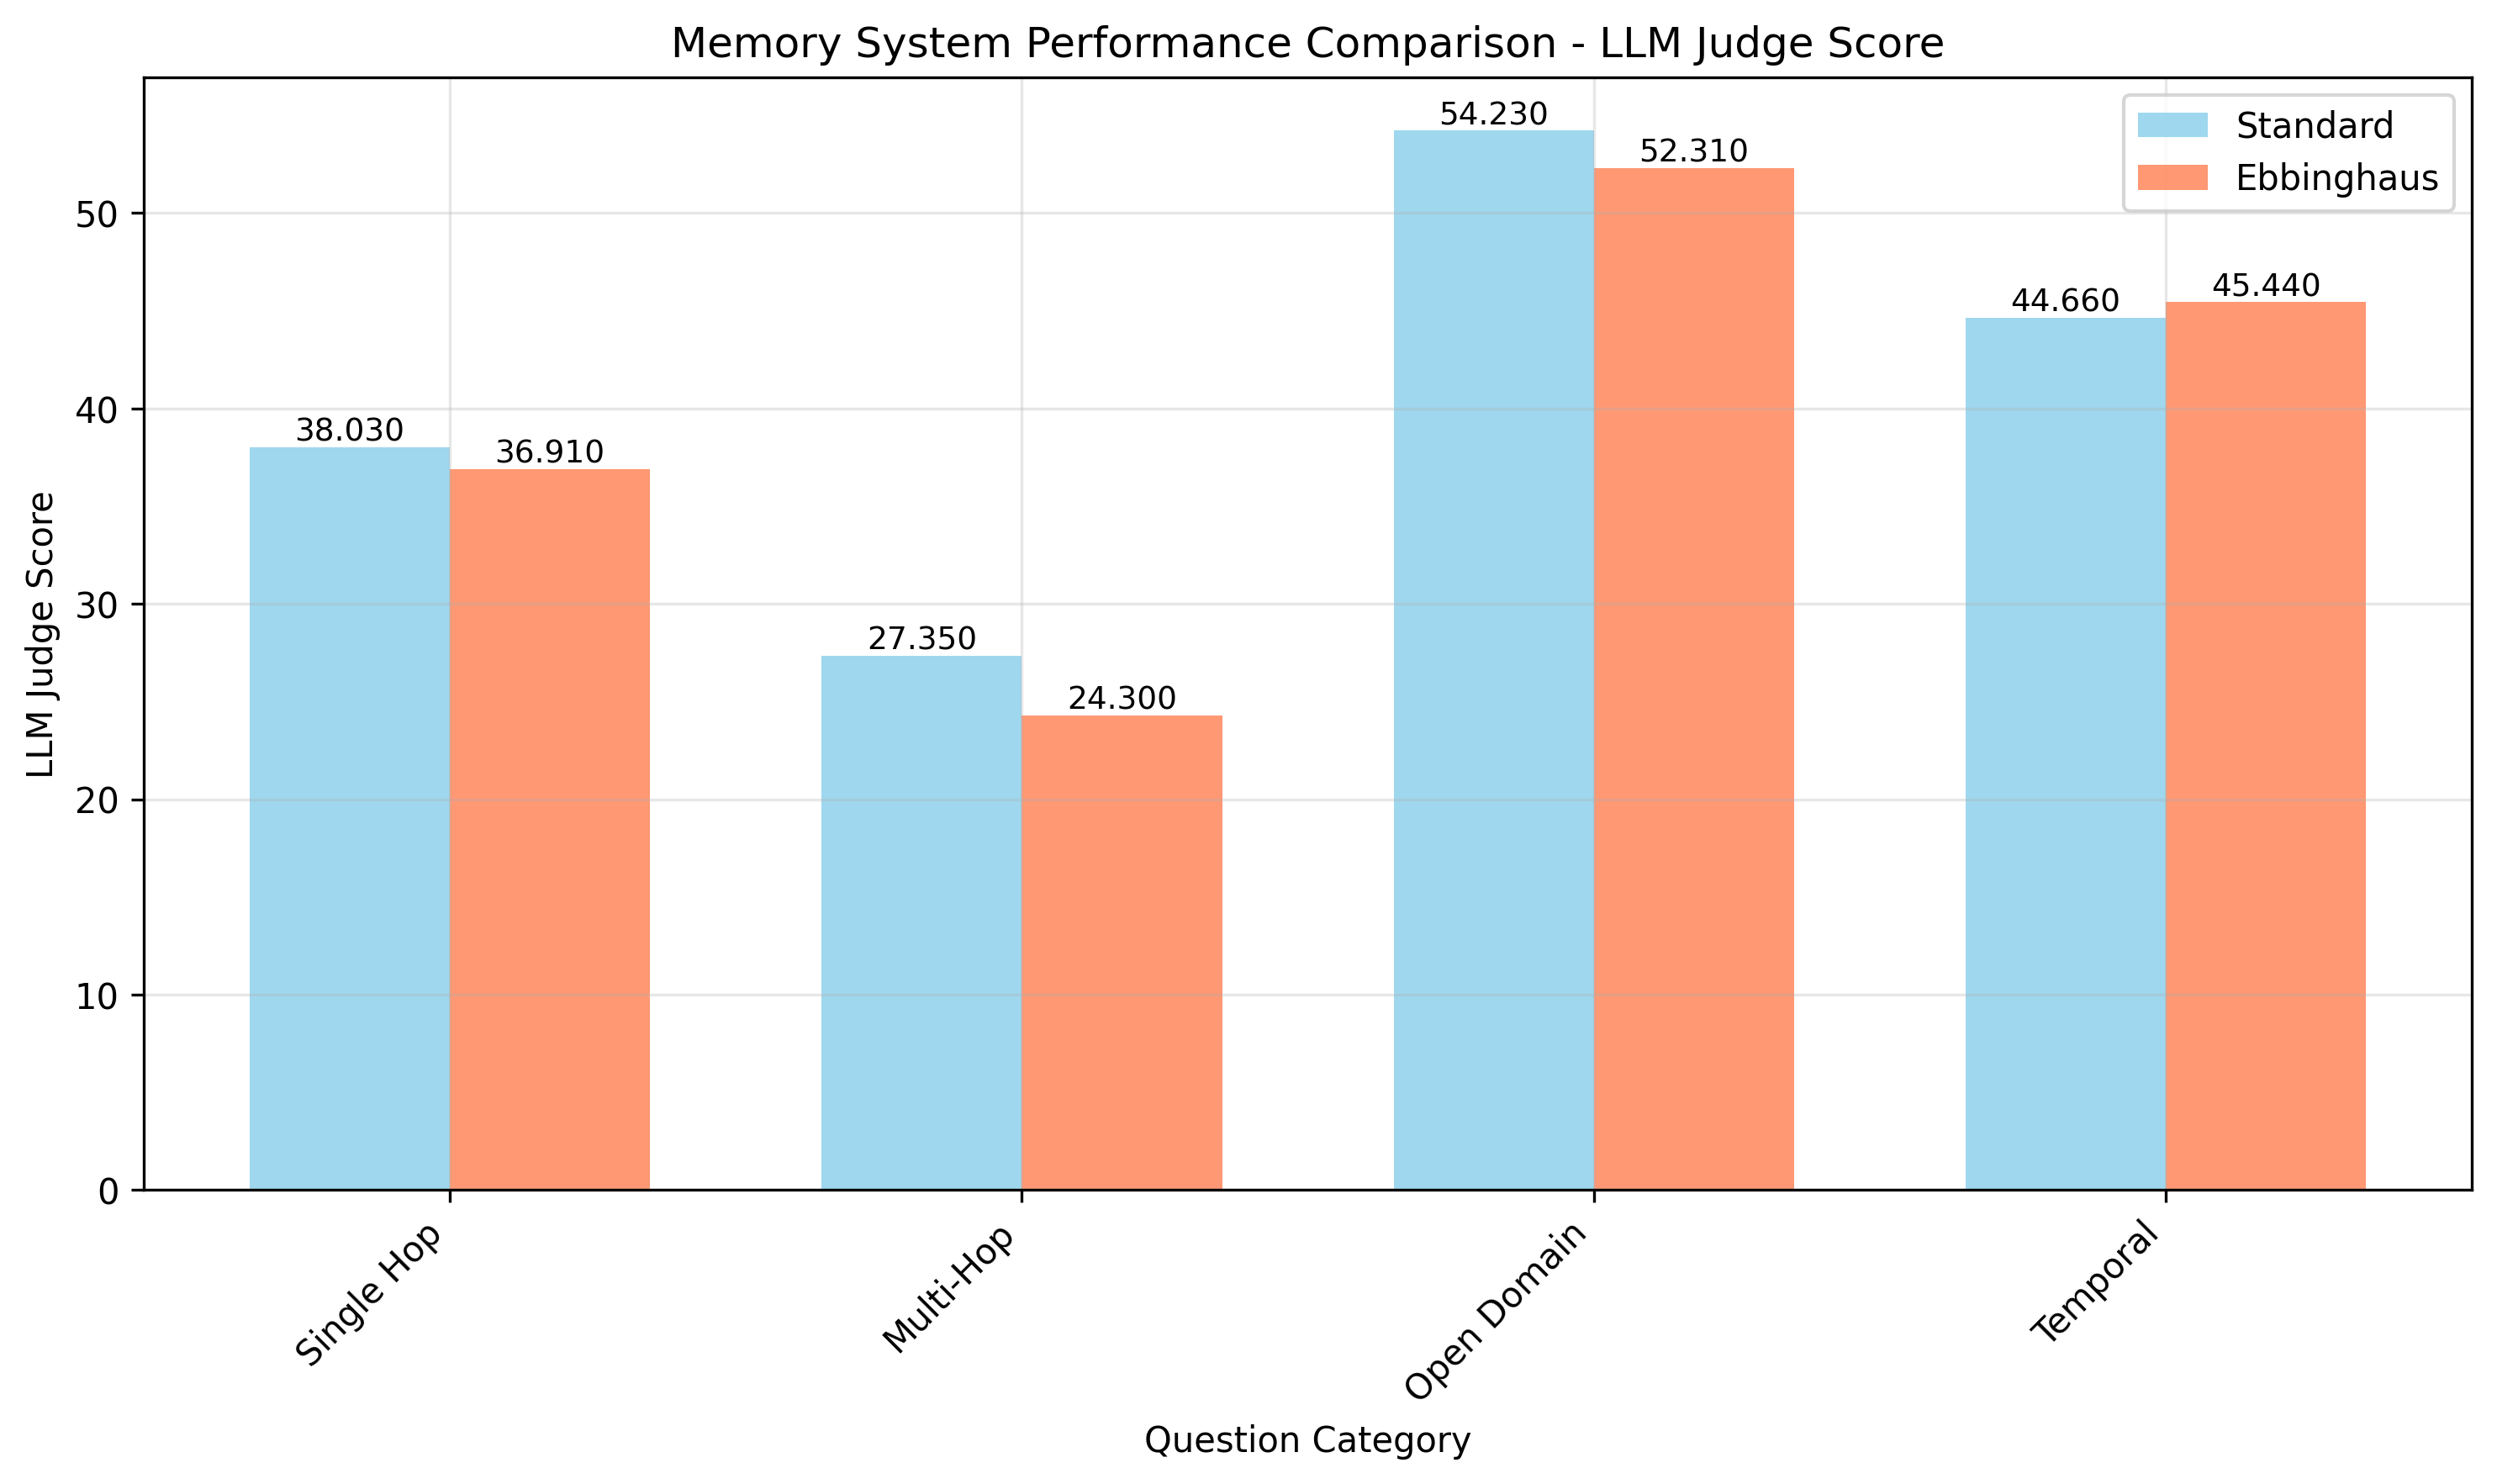 Memory System Performance Comparison - LLM Judge Score
Standard
Ebbinghaus
54.230
52.310
50
45.440
44.660
40
38.030
36.910
30
27.350
24.300
20
10
0
LLM Judge Score
Single Hop
Multi-Hop
Open Domain
Temporal
Question Category